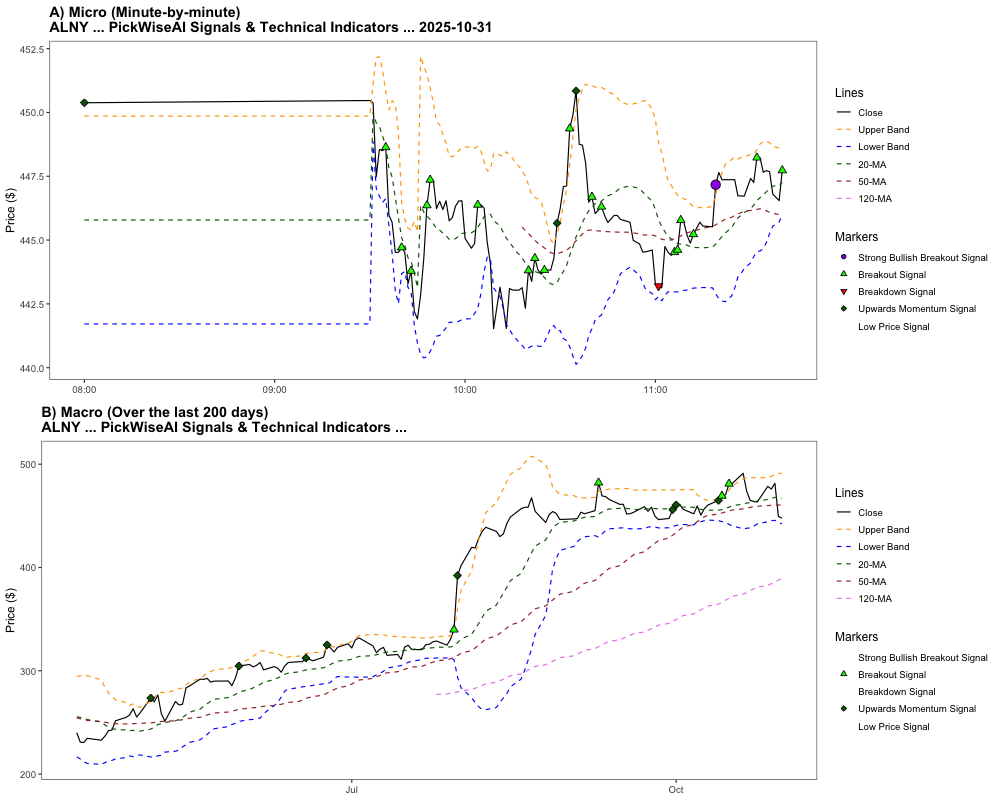 A) Micro (Minute-by-minute)
ALNY ... PickWiseAI Signals & Technical Indicators ... 2025-10-31
452.5
450.0
447.5
445.0
442.5
440.0
Price ($)
08:00
09:00
10:00
11:00
Lines
Close
Upper Band
Lower Band
20-MA
50-MA
120-MA
Markers
Strong Bullish Breakout Signal
Breakout Signal
Breakdown Signal
Upwards Momentum Signal
Low Price Signal
B) Macro (Over the last 200 days)
ALNY ... PickWiseAI Signals & Technical Indicators ...
500
400
300
200
Price ($)
Jul
Oct
Lines
Close
Upper Band
Lower Band
20-MA
50-MA
120-MA
Markers
Strong Bullish Breakout Signal
Breakout Signal
Breakdown Signal
Upwards Momentum Signal
Low Price Signal